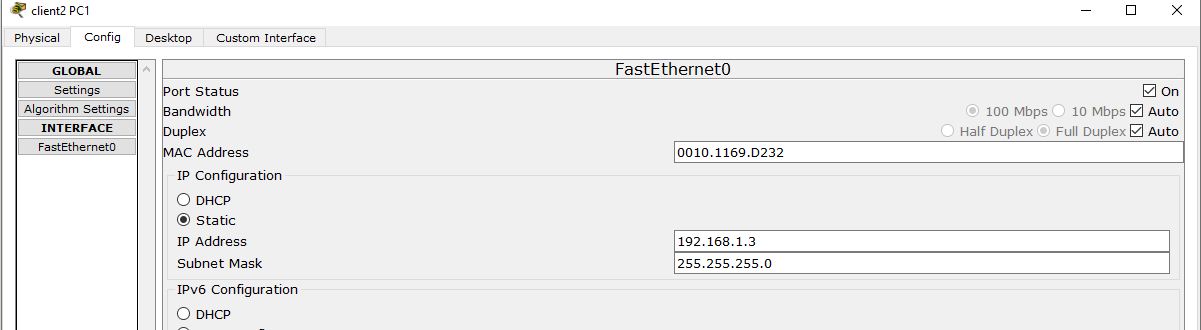 client2 PC1
Physical Config Desktop Custom Interface
GLOBAL
Settings
Algorithm Settings
INTERFACE
FastEthernet0
FastEthernet0
Port Status On
Bandwidth 100 Mbps 10 Mbps Auto
Duplex Half Duplex Full Duplex Auto
MAC Address 0010.1169.D232
IP Configuration
DHCP
Static
IP Address 192.168.1.3
Subnet Mask 255.255.255.0
IPv6 Configuration
DHCP